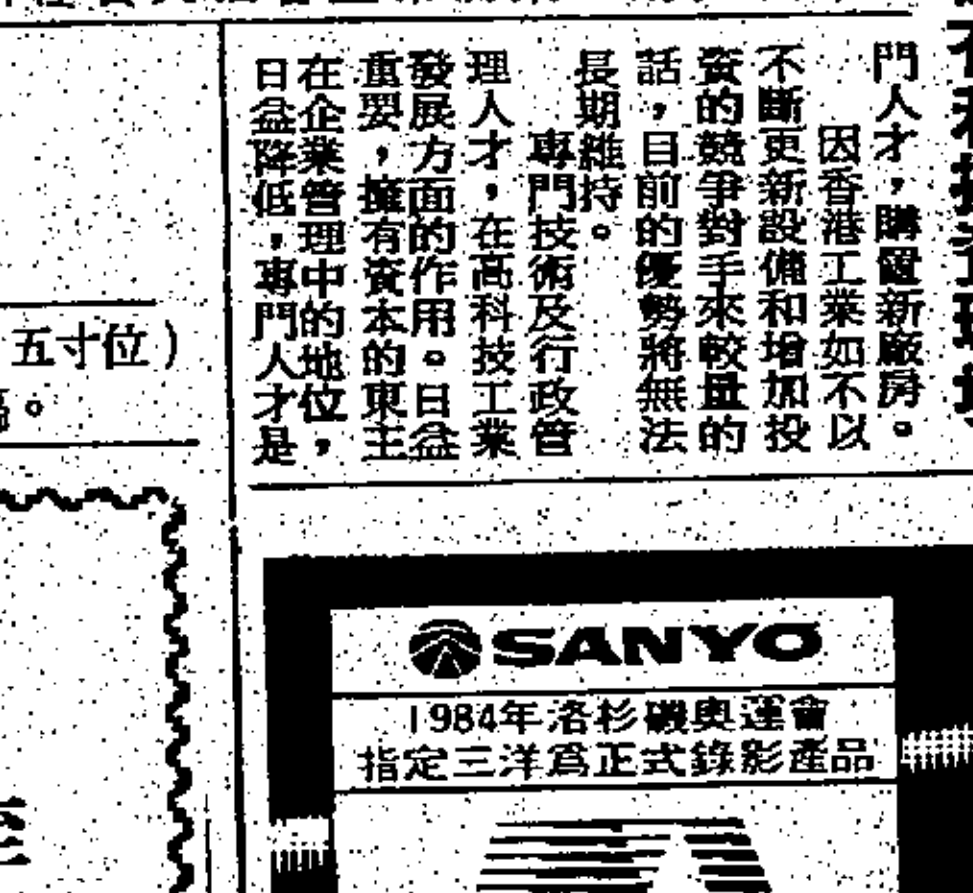 門人才，購置新廠房。
因香港工業如不以
不斷更新設備和增加投
資的競爭對手來較量的
話，目前的優勢將無法
長期維持。
專門技術及行政管
理人才，在高科技工業
發展方面的作用。日益
重要，擁有資本的東主
在企業管理中的地位，
日益降低，專門人才是
五寸位）
SANYO
1984年洛杉磯奧運會
指定三洋爲正式錄影產品